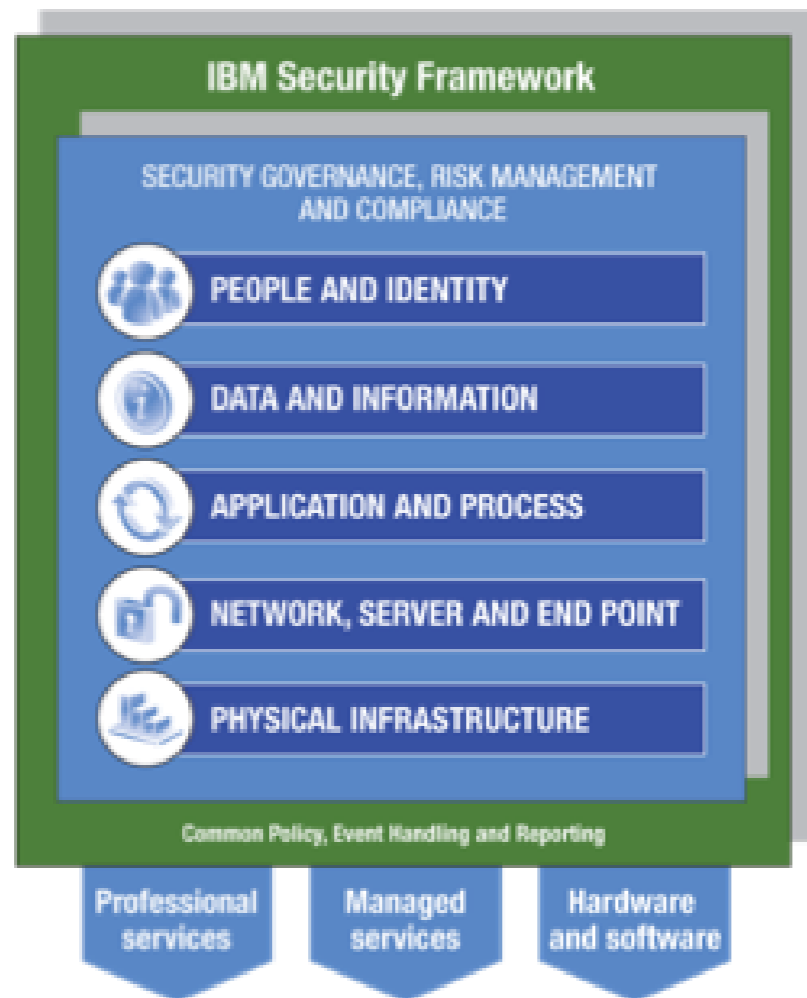 IBM Security Framework
SECURITY GOVERNANCE, RISK MANAGEMENT
AND COMPLIANCE
PEOPLE AND IDENTITY
DATA AND INFORMATION
APPLICATION AND PROCESS
NETWORK, SERVER AND END POINT
PHYSICAL INFRASTRUCTURE
Common Policy, Event Handling and Reporting
Professional
services
Managed
services
Hardware
and software